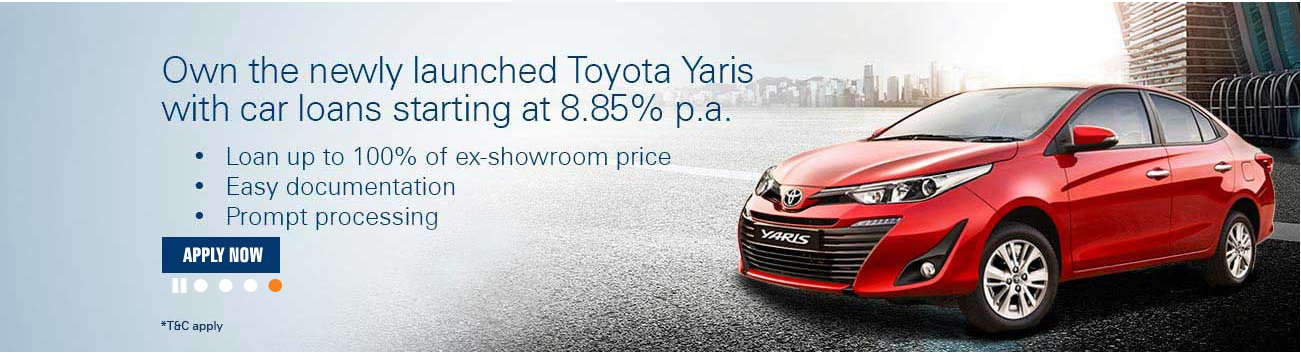 Own the newly launched Toyota Yaris
with car loans starting at 8.85% p.a.
• Loan up to 100% of ex-showroom price
• Easy documentation
• Prompt processing
APPLY NOW
*T&C apply
YARIS